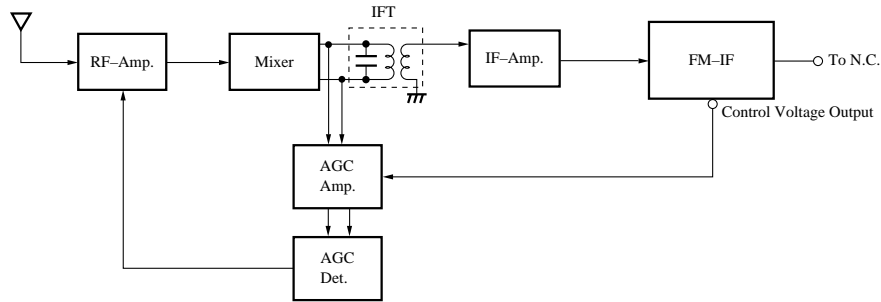 IFT
RF–Amp.
Mixer
IF–Amp.
FM–IF
To N.C.
Control Voltage Output
AGC
Amp.
AGC
Det.